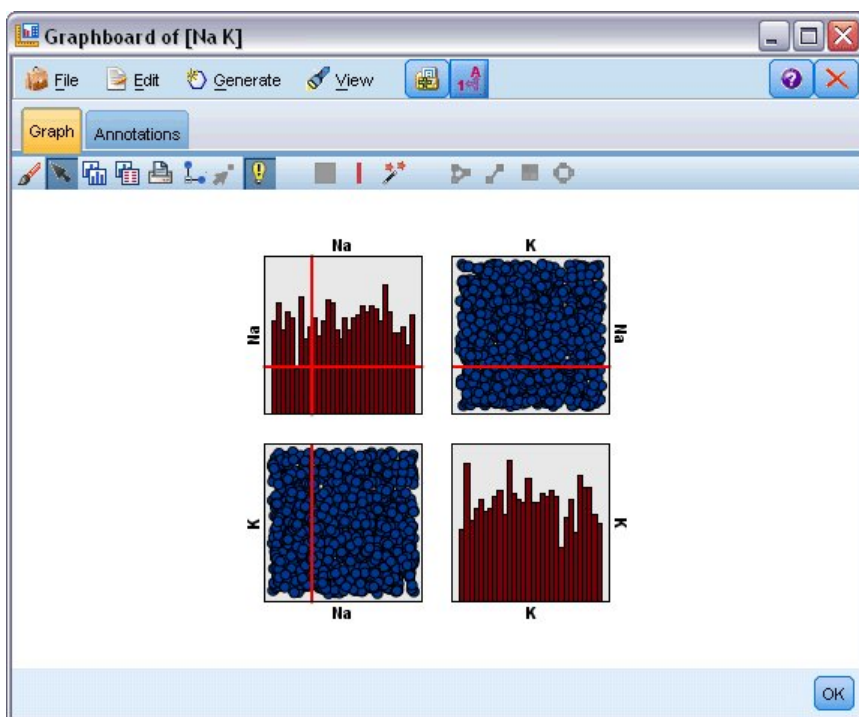 Graphboard of [Na K]
File Edit Generate View
Graph Annotations
Na K
Na Na
K K
Na K
OK